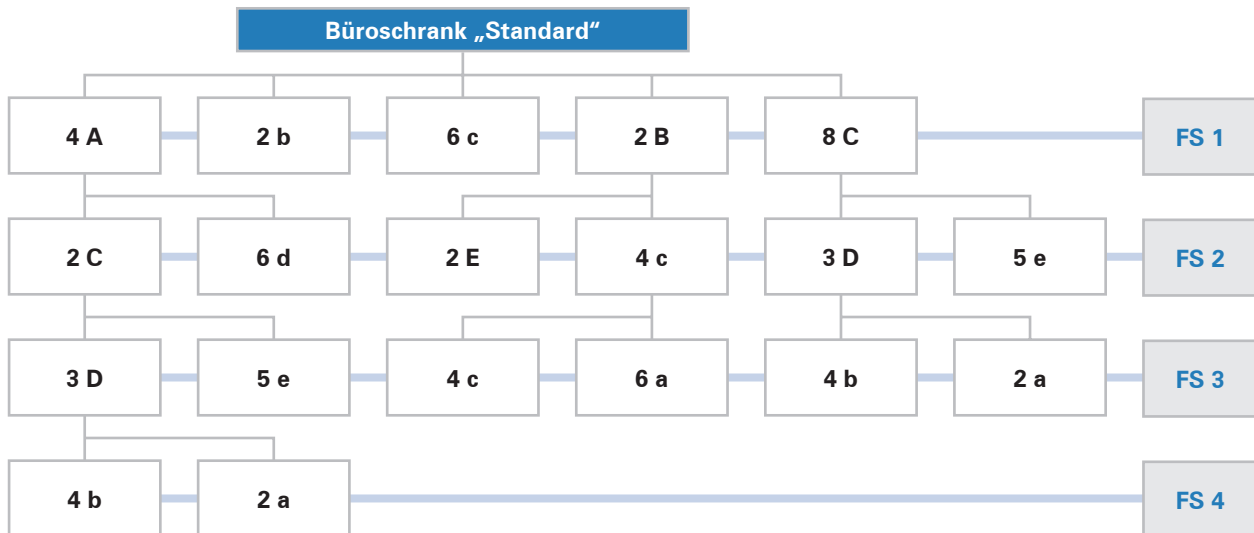 Büroschrank „Standard“
4 A
2 b
6 c
2 B
8 C
FS 1
2 C
6 d
2 E
4 c
3 D
5 e
FS 2
3 D
5 e
4 c
6 a
4 b
2 a
FS 3
4 b
2 a
FS 4